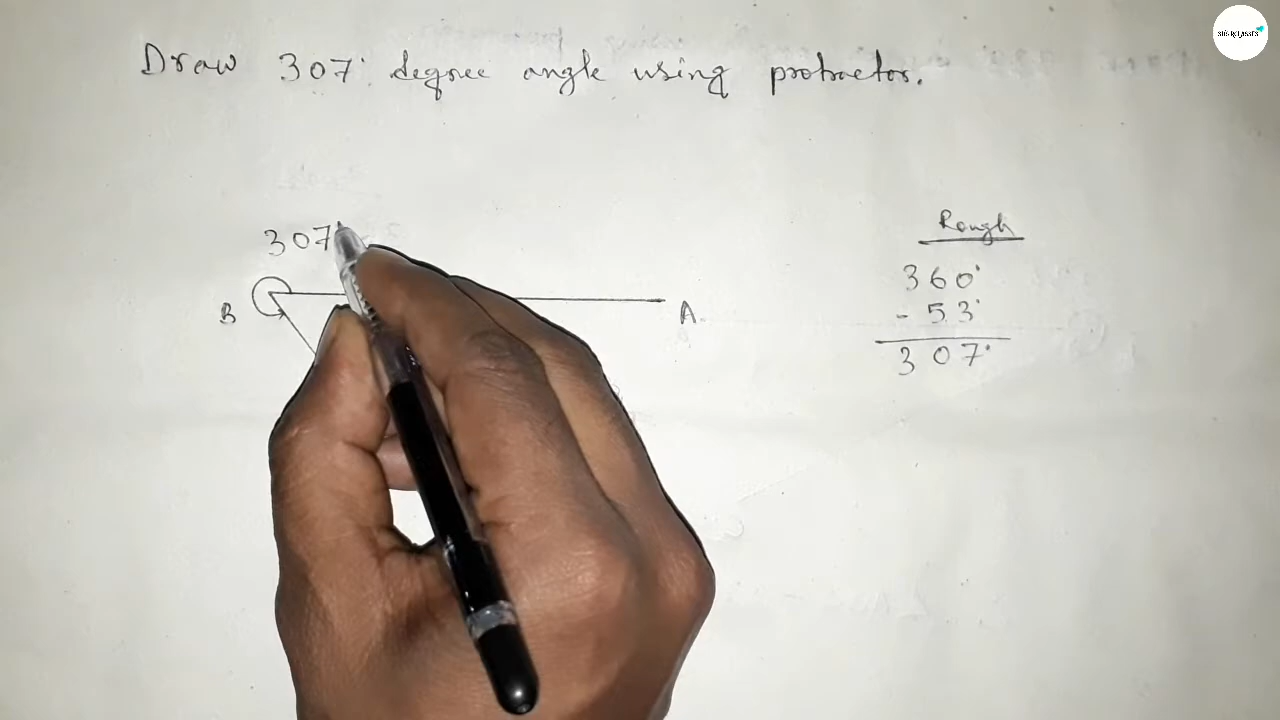 Draw 307° degree angle using protractor.
307
B
A.
Rough
360°
- 53°
307°